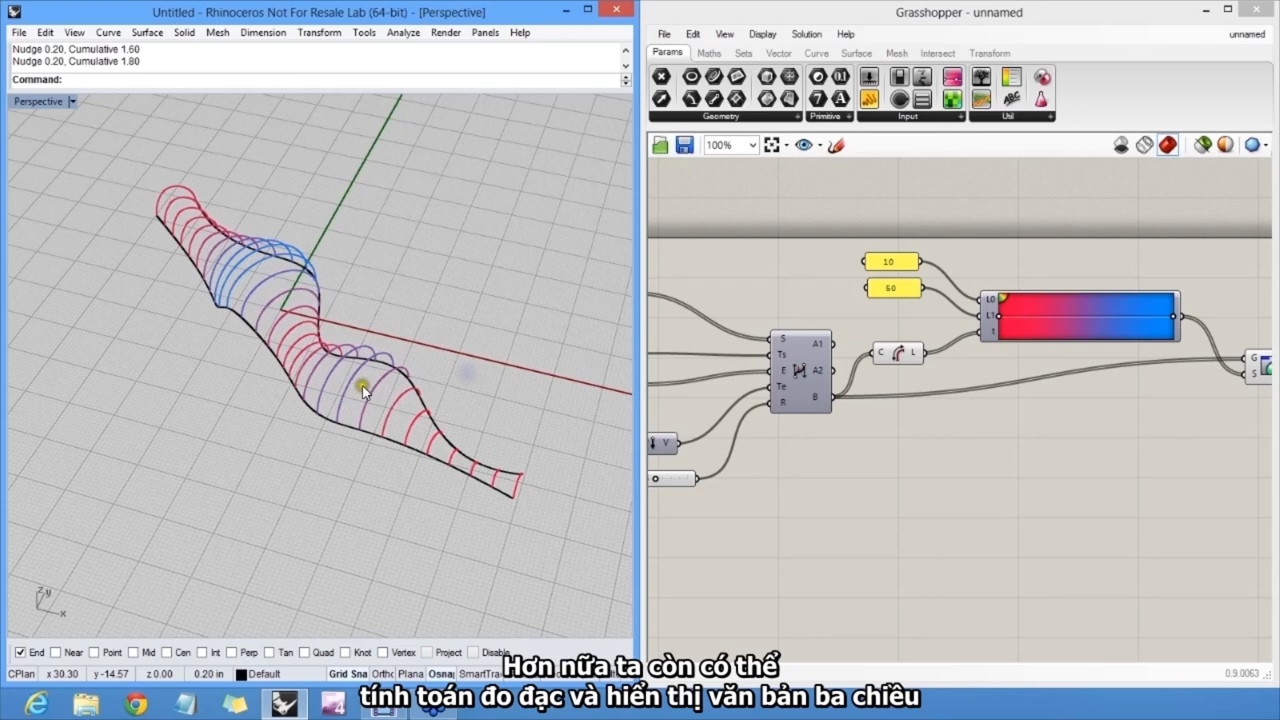 Untitled - Rhinoceros Not For Resale Lab (64-bit) - [Perspective]
File Edit View Curve Surface Solid Mesh Dimension Transform Tools Analyze Render Panels Help
Nudge 0.20, Cumulative 1.60
Nudge 0.20, Cumulative 1.80
Command:
Perspective
z y
x
End Near Point Mid Cen Int Perp Tan Quad Knot Vertex Project Disable
CPlan x 30.30 y -14.57 z 0.00 0.20 in Default Grid Sna Ortho Plana Osna SmartTra
Grasshopper - unnamed
File Edit View Display Solution Help unnamed
Params Maths Sets Vector Curve Surface Mesh Intersect Transform
Geometry Primitive Input Util
100%
10
50
L0
L1
t
S
Ts
E
Te
R
A1
A2
B
C L
G
S
V
0.9.0063
Hơn nữa ta còn có thể
tính toán đo đạc và hiển thị văn bản ba chiều